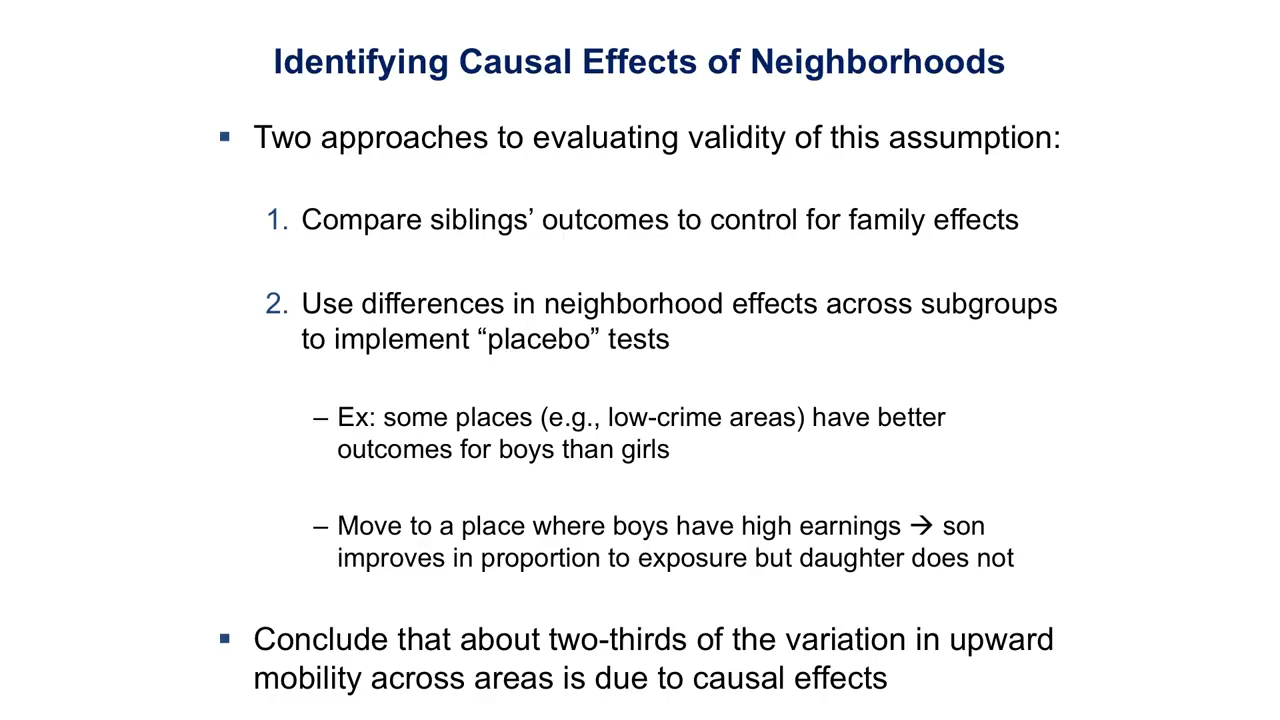 Identifying Causal Effects of Neighborhoods
▪ Two approaches to evaluating validity of this assumption:
1. Compare siblings’ outcomes to control for family effects
2. Use differences in neighborhood effects across subgroups
to implement “placebo” tests
– Ex: some places (e.g., low-crime areas) have better
outcomes for boys than girls
– Move to a place where boys have high earnings → son
improves in proportion to exposure but daughter does not
▪ Conclude that about two-thirds of the variation in upward
mobility across areas is due to causal effects